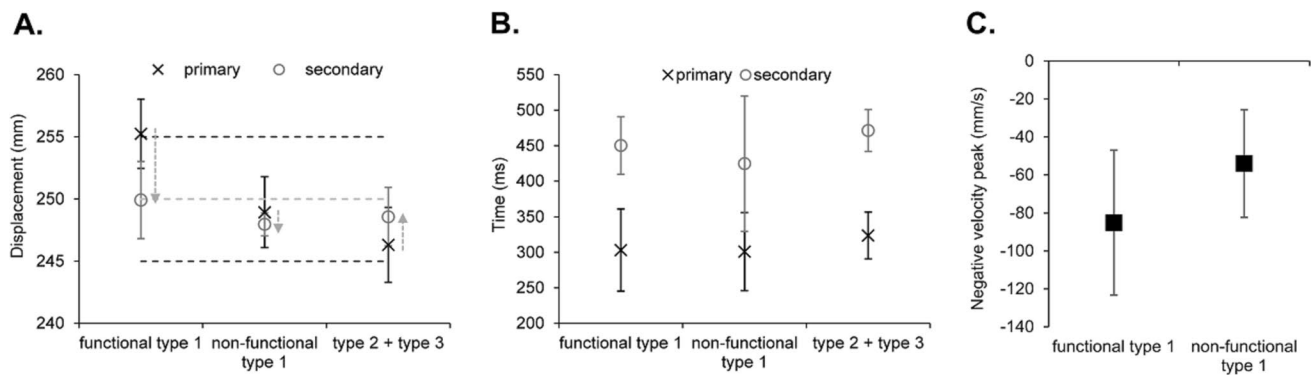 A.
× primary ○ secondary
Displacement (mm)
260
255
250
245
240
functional type 1
non-functional
type 1
type 2 + type 3
B.
×primary ○secondary
Time (ms)
550
500
450
400
350
300
250
200
functional type 1
non-functional
type 1
type 2 + type 3
C.
Negative velocity peak (mm/s)
0
-20
-40
-60
-80
-100
-120
-140
functional type 1
non-functional
type 1